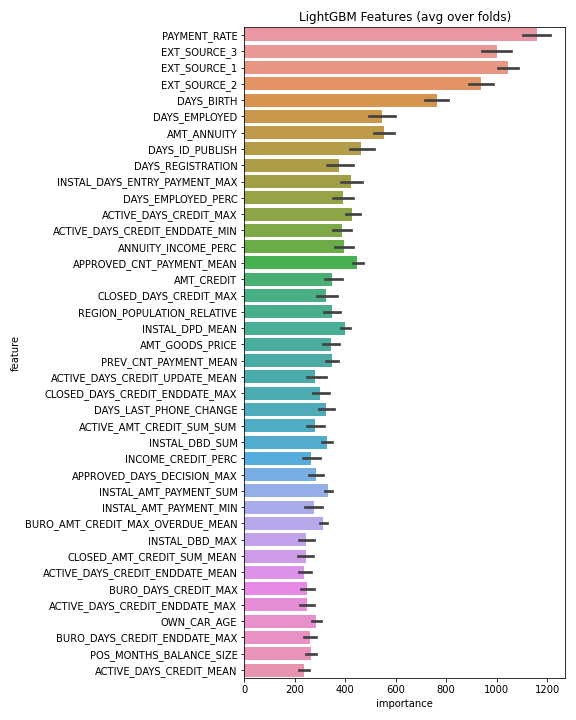 LightGBM Features (avg over folds)
PAYMENT_RATE
EXT_SOURCE_3
EXT_SOURCE_1
EXT_SOURCE_2
DAYS_BIRTH
DAYS_EMPLOYED
AMT_ANNUITY
DAYS_ID_PUBLISH
DAYS_REGISTRATION
INSTAL_DAYS_ENTRY_PAYMENT_MAX
DAYS_EMPLOYED_PERC
ACTIVE_DAYS_CREDIT_MAX
ACTIVE_DAYS_CREDIT_ENDDATE_MIN
ANNUITY_INCOME_PERC
APPROVED_CNT_PAYMENT_MEAN
AMT_CREDIT
CLOSED_DAYS_CREDIT_MAX
REGION_POPULATION_RELATIVE
INSTAL_DPD_MEAN
AMT_GOODS_PRICE
PREV_CNT_PAYMENT_MEAN
ACTIVE_DAYS_CREDIT_UPDATE_MEAN
CLOSED_DAYS_CREDIT_ENDDATE_MAX
DAYS_LAST_PHONE_CHANGE
ACTIVE_AMT_CREDIT_SUM_SUM
INSTAL_DBD_SUM
INCOME_CREDIT_PERC
APPROVED_DAYS_DECISION_MAX
INSTAL_AMT_PAYMENT_SUM
INSTAL_AMT_PAYMENT_MIN
BURO_AMT_CREDIT_MAX_OVERDUE_MEAN
INSTAL_DBD_MAX
CLOSED_AMT_CREDIT_SUM_MEAN
ACTIVE_DAYS_CREDIT_ENDDATE_MEAN
BURO_DAYS_CREDIT_MAX
ACTIVE_DAYS_CREDIT_ENDDATE_MAX
OWN_CAR_AGE
BURO_DAYS_CREDIT_ENDDATE_MAX
POS_MONTHS_BALANCE_SIZE
ACTIVE_DAYS_CREDIT_MEAN
feature
0 200 400 600 800 1000 1200
importance